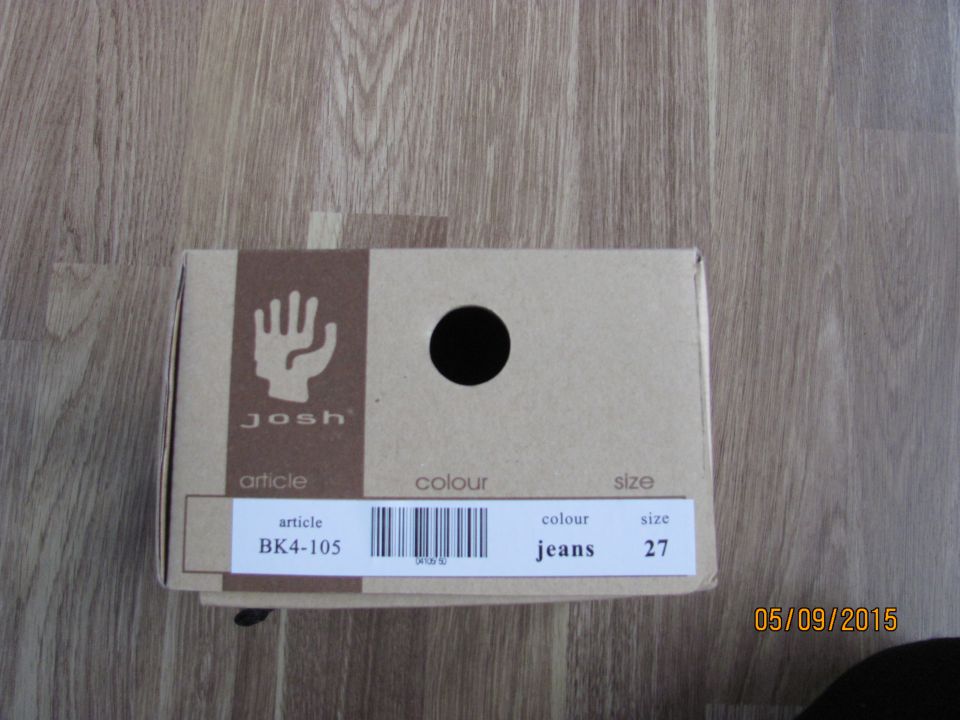 josh
article colour size
article colour size
BK4-105 jeans 27
05/09/2015